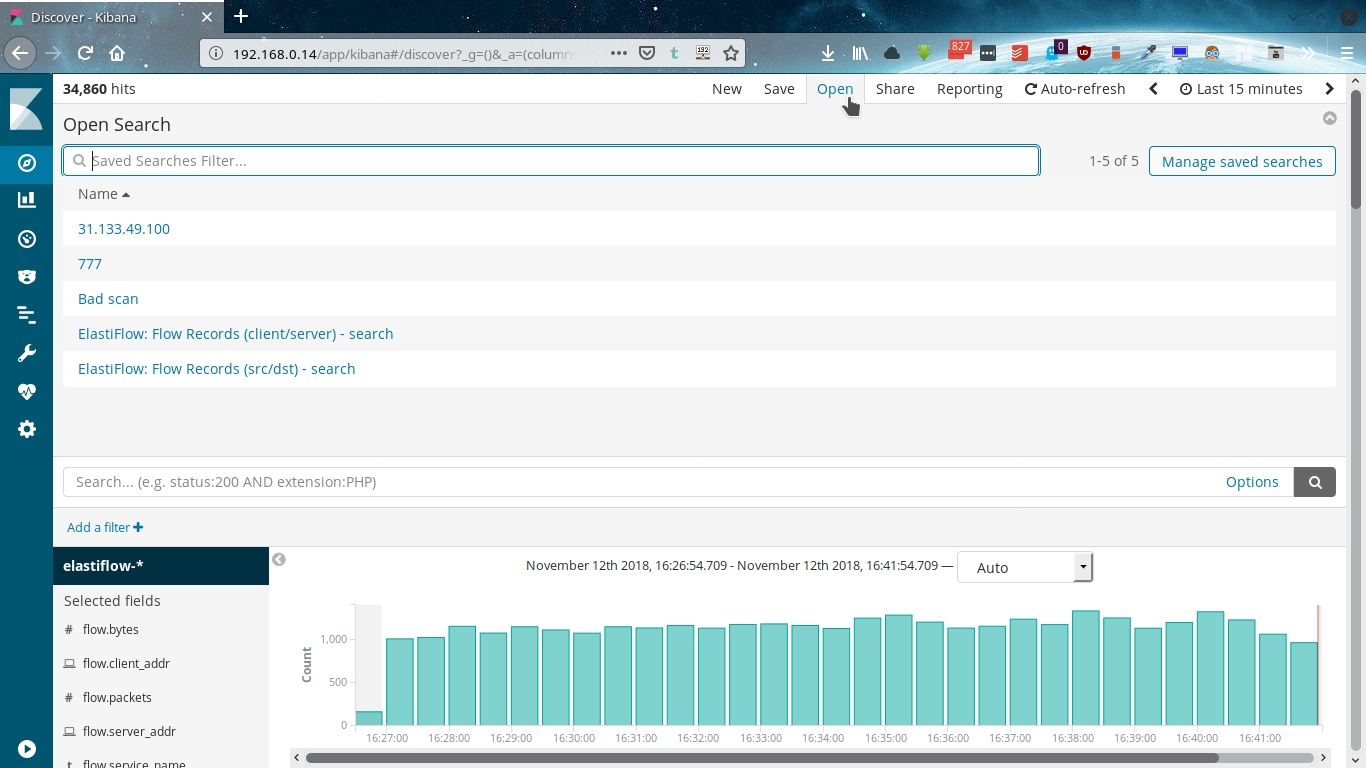 Discover - Kibana
192.168.0.14/app/kibana#/discover?_g=()&_a=(column
827
0
34,860 hits
New Save Open Share Reporting Auto-refresh Last 15 minutes
Open Search
Saved Searches Filter...
1-5 of 5
Manage saved searches
Name
31.133.49.100
777
Bad scan
ElastiFlow: Flow Records (client/server) - search
ElastiFlow: Flow Records (src/dst) - search
Search... (e.g. status:200 AND extension:PHP)
Options
Add a filter
elastiflow-*
November 12th 2018, 16:26:54.709 - November 12th 2018, 16:41:54.709 —
Auto
Selected fields
# flow.bytes
flow.client_addr
# flow.packets
flow.server_addr
t flow.service_name
Count
1,000
500
0
16:27:00 16:28:00 16:29:00 16:30:00 16:31:00 16:32:00 16:33:00 16:34:00 16:35:00 16:36:00 16:37:00 16:38:00 16:39:00 16:40:00 16:41:00